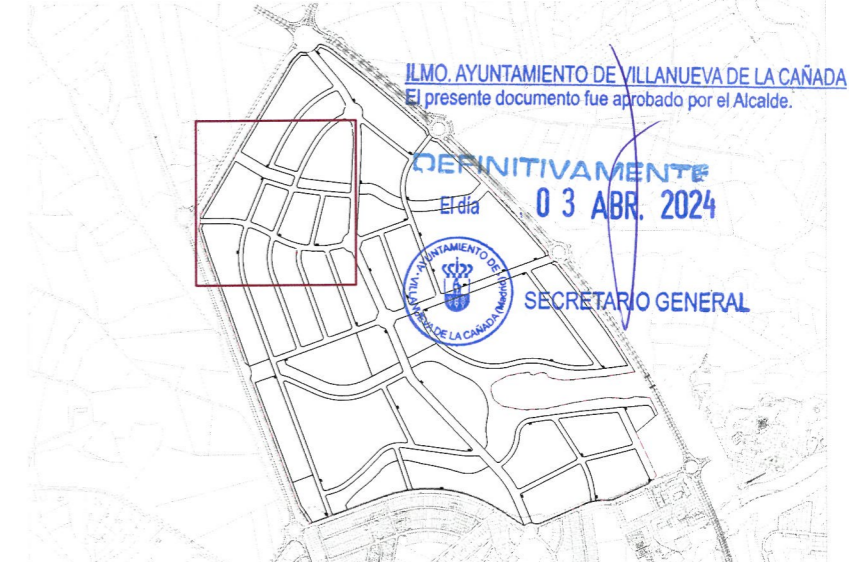 ILMO. AYUNTAMIENTO DE VILLANUEVA DE LA CAÑADA
El presente documento fue aprobado por el Alcalde.
DEFINITIVAMENTE
El día 03 ABR. 2024
AYUNTAMIENTO DE
VILLANUEVA DE LA CAÑADA (Madrid)
SECRETARIO GENERAL